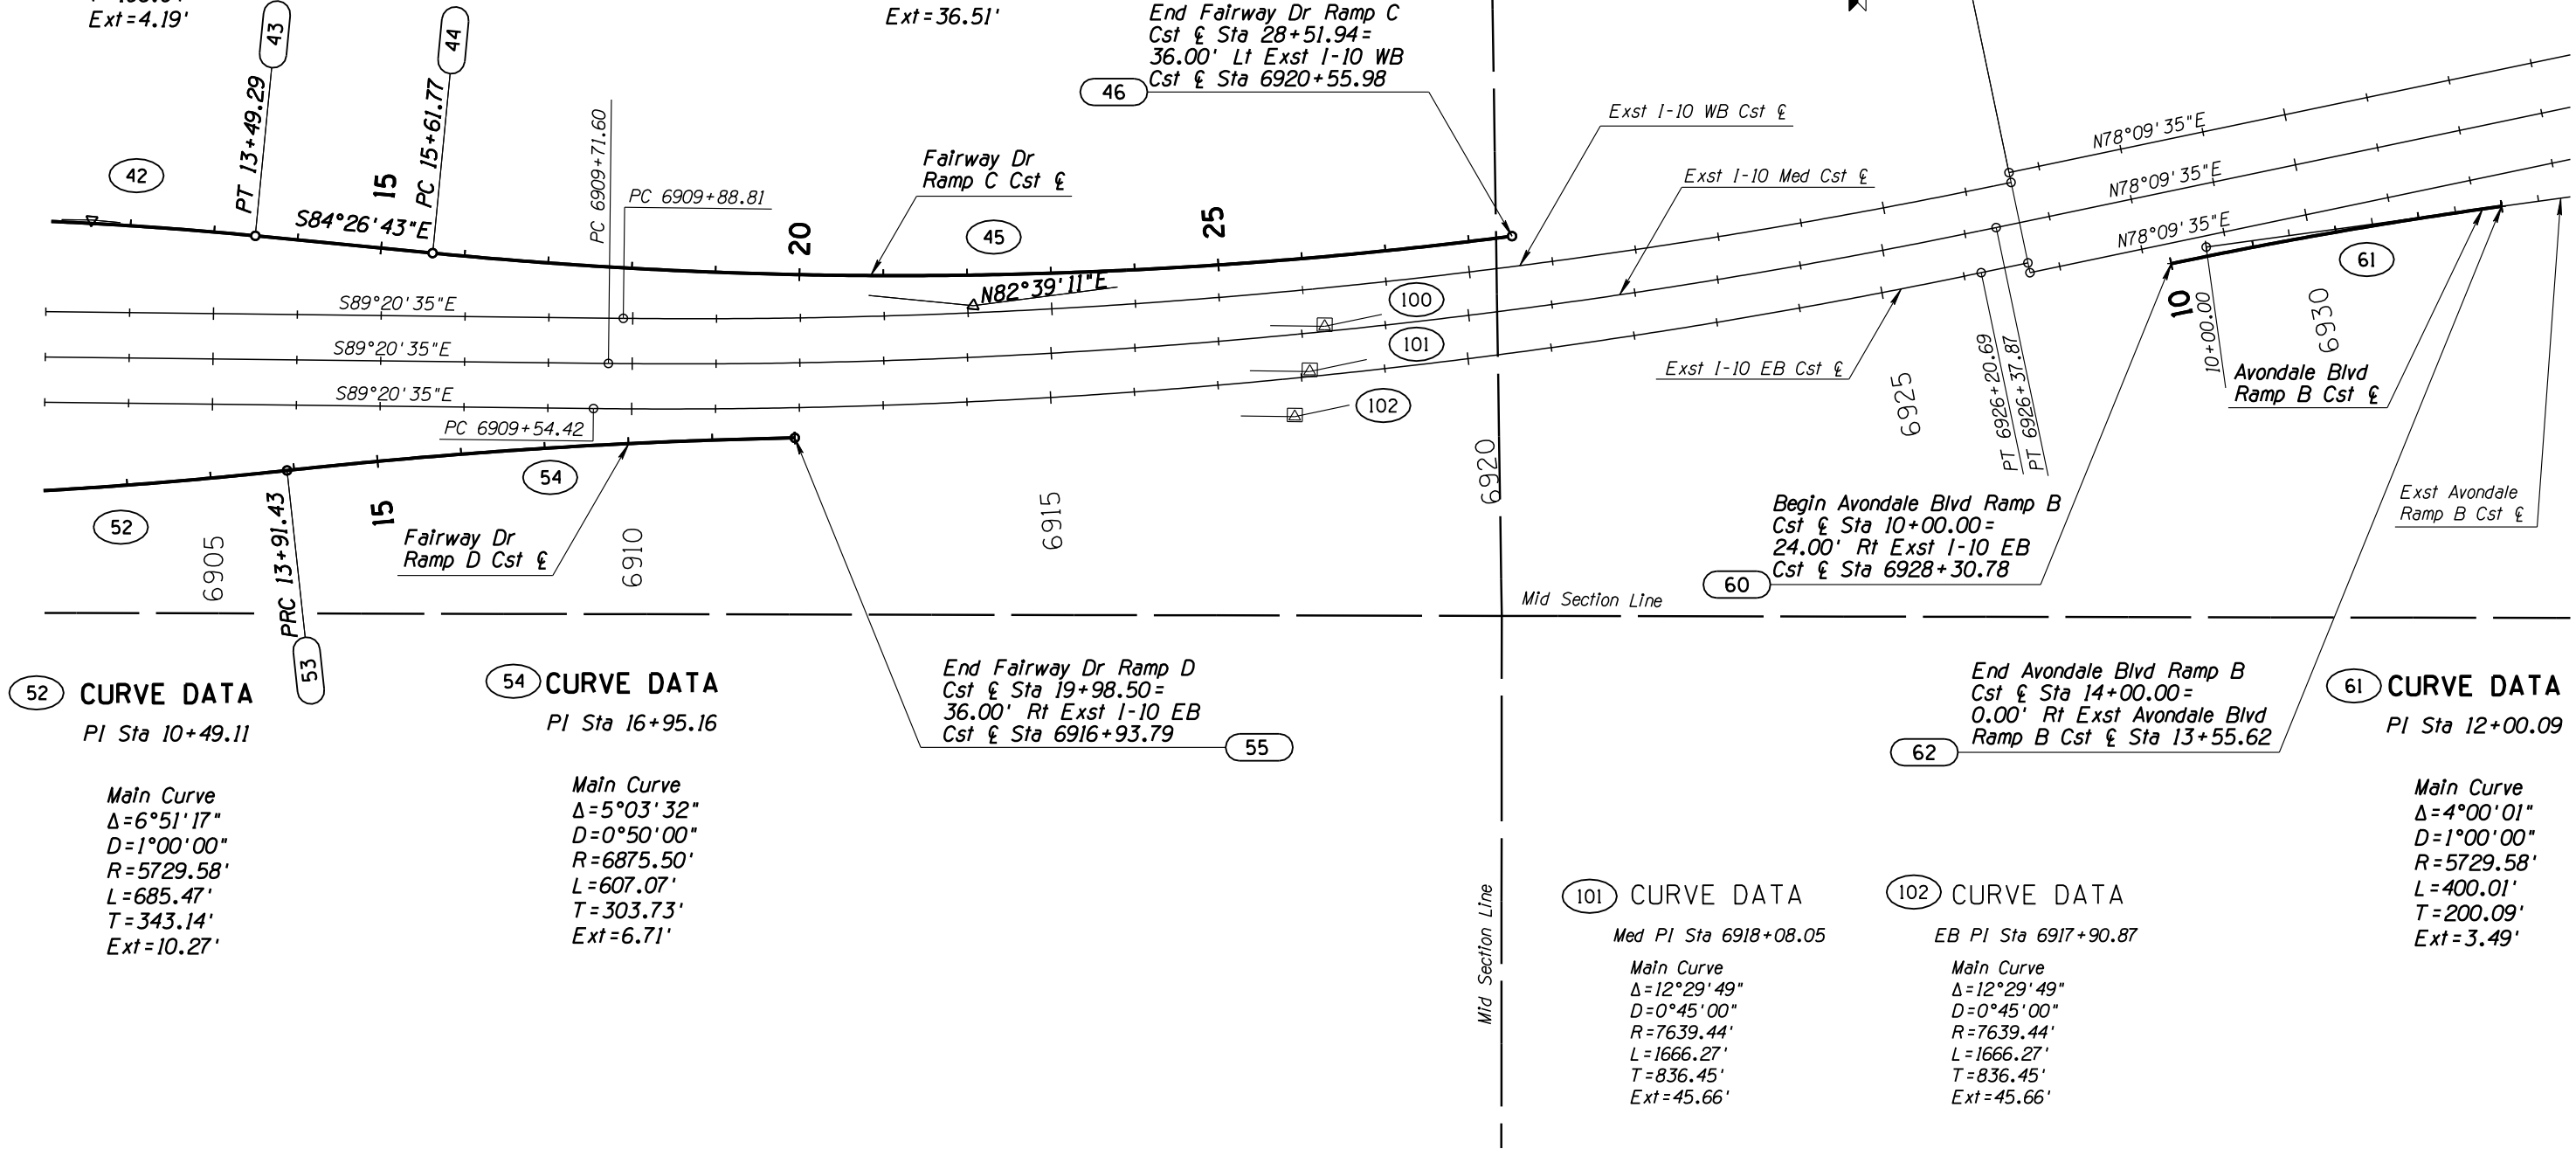 Ext=4.19'
43
44
Ext=36.51'
End Fairway Dr Ramp C
Cst ℄ Sta 28+51.94=
36.00' Lt Exst I-10 WB
Cst ℄ Sta 6920+55.98
46
42
PT 13+49.29
15
PC 15+61.77
S84°26'43"E
PC 6909+71.60
PC 6909+88.81
Fairway Dr
Ramp C Cst ℄
20
45
25
N82°39'11"E
Exst I-10 WB Cst ℄
Exst I-10 Med Cst ℄
Exst I-10 EB Cst ℄
N78°09'35"E
N78°09'35"E
N78°09'35"E
S89°20'35"E
S89°20'35"E
S89°20'35"E
100
101
102
PC 6909+54.42
61
10
10+00.00
6930
Avondale Blvd
Ramp B Cst ℄
PT 6926+20.69
PT 6926+37.87
6925
6920
6915
6910
6905
52
PRC 13+91.43
53
15
54
Fairway Dr
Ramp D Cst ℄
Exst Avondale
Ramp B Cst ℄
Begin Avondale Blvd Ramp B
Cst ℄ Sta 10+00.00=
24.00' Rt Exst I-10 EB
Cst ℄ Sta 6928+30.78
60
Mid Section Line
End Fairway Dr Ramp D
Cst ℄ Sta 19+98.50=
36.00' Rt Exst I-10 EB
Cst ℄ Sta 6916+93.79
55
End Avondale Blvd Ramp B
Cst ℄ Sta 14+00.00=
0.00' Rt Exst Avondale Blvd
Ramp B Cst ℄ Sta 13+55.62
62
52 CURVE DATA
PI Sta 10+49.11
Main Curve
Δ=6°51'17"
D=1°00'00"
R=5729.58'
L=685.47'
T=343.14'
Ext=10.27'
54 CURVE DATA
PI Sta 16+95.16
Main Curve
Δ=5°03'32"
D=0°50'00"
R=6875.50'
L=607.07'
T=303.73'
Ext=6.71'
Mid Section Line
101 CURVE DATA
Med PI Sta 6918+08.05
Main Curve
Δ=12°29'49"
D=0°45'00"
R=7639.44'
L=1666.27'
T=836.45'
Ext=45.66'
102 CURVE DATA
EB PI Sta 6917+90.87
Main Curve
Δ=12°29'49"
D=0°45'00"
R=7639.44'
L=1666.27'
T=836.45'
Ext=45.66'
61 CURVE DATA
PI Sta 12+00.09
Main Curve
Δ=4°00'01"
D=1°00'00"
R=5729.58'
L=400.01'
T=200.09'
Ext=3.49'